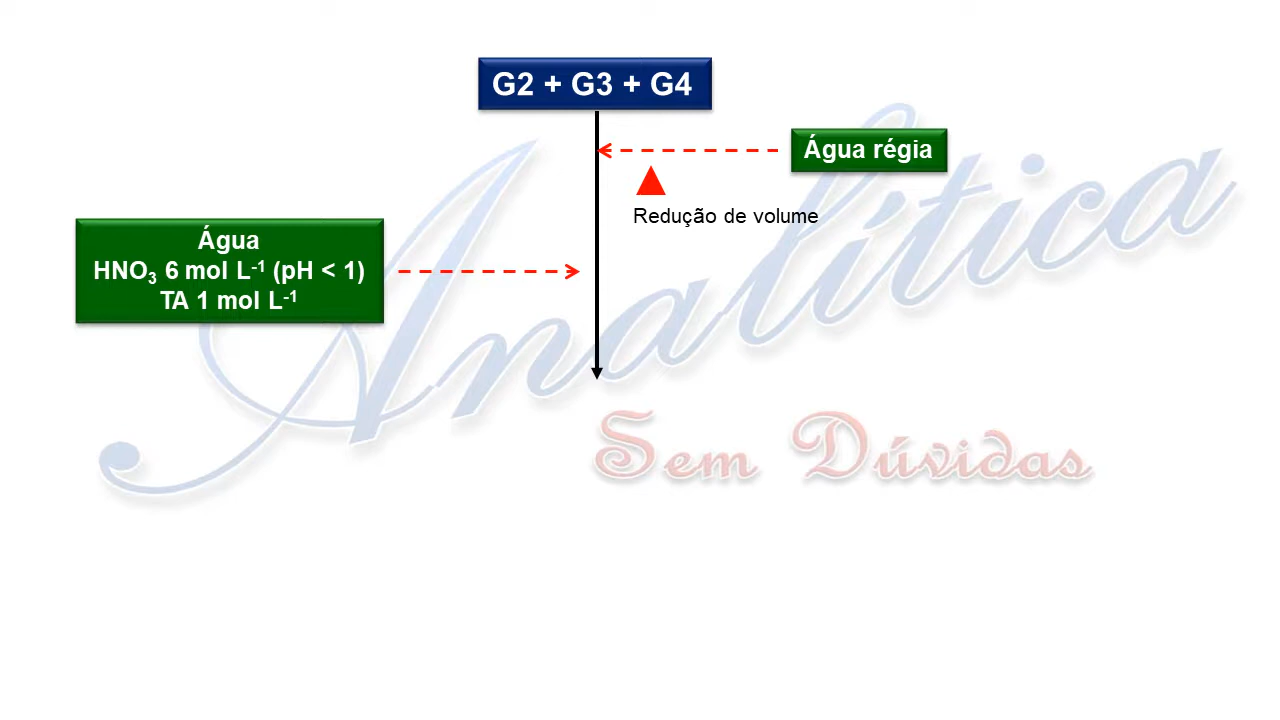 G2 + G3 + G4
Água régia
Redução de volume
Água
HNO₃ 6 mol L⁻¹ (pH < 1)
TA 1 mol L⁻¹
Analítica
Sem Dúvidas